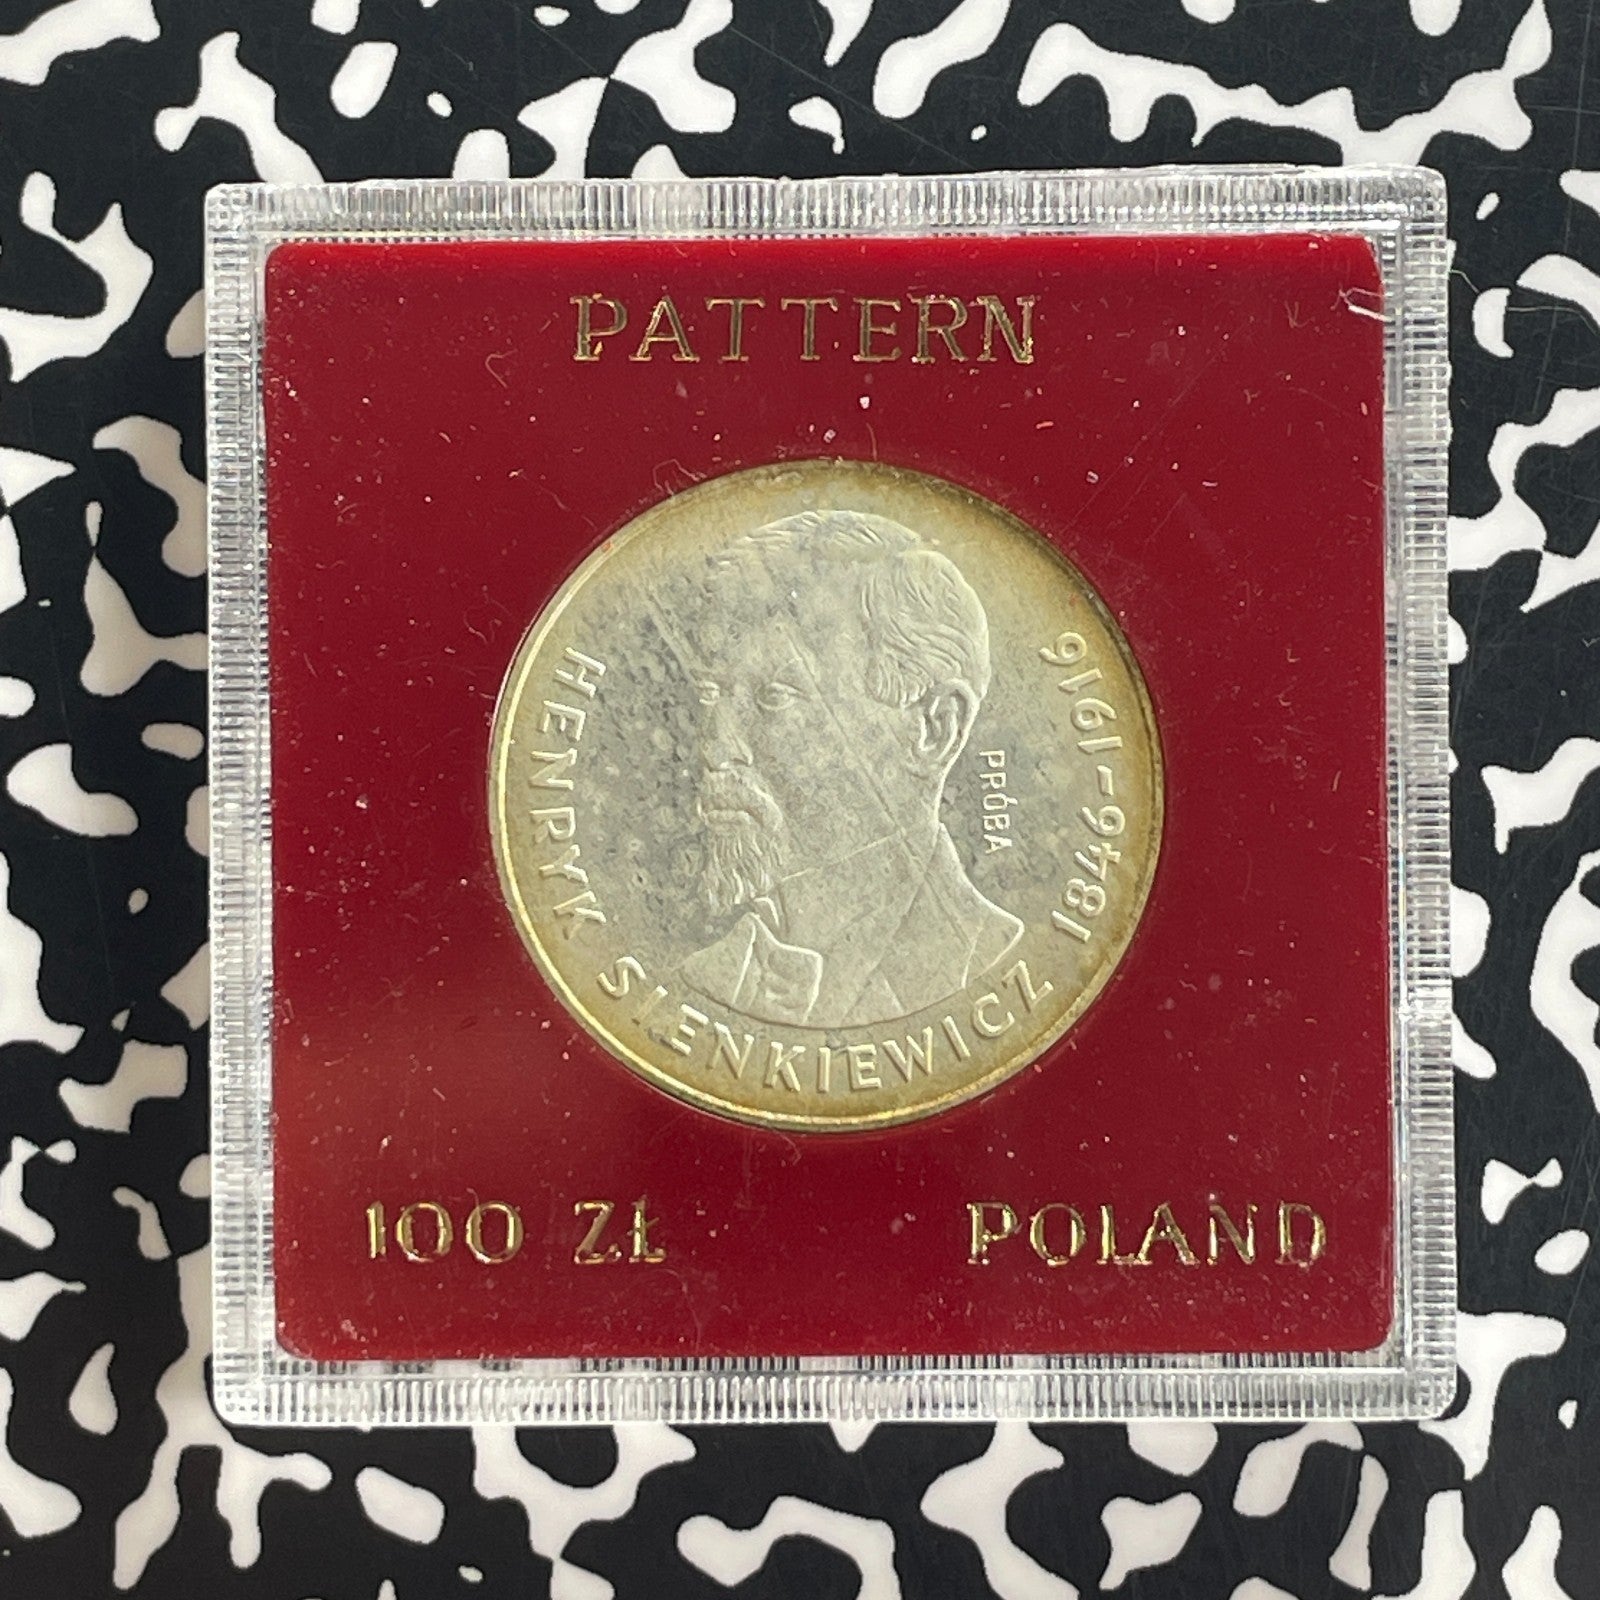 PATTERN
HENRYK SIENKIEWICZ
1846-1916
PRÓBA
100 ZŁ
POLAND